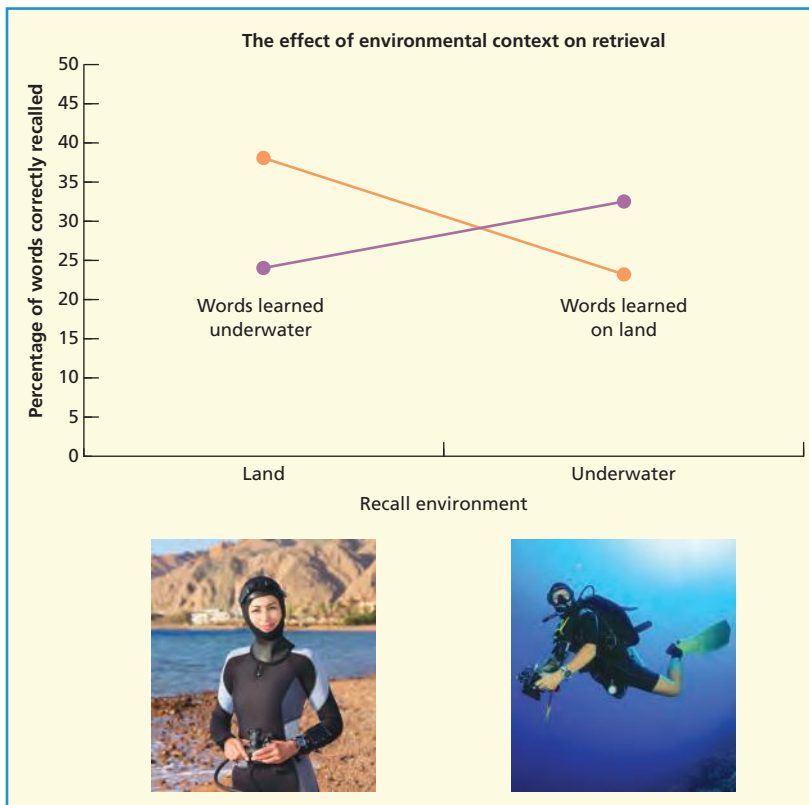 The effect of environmental context on retrieval
Percentage of words correctly recalled
50
45
40
35
30
25
20
15
10
5
0
Words learned
underwater
Words learned
on land
Land
Underwater
Recall environment